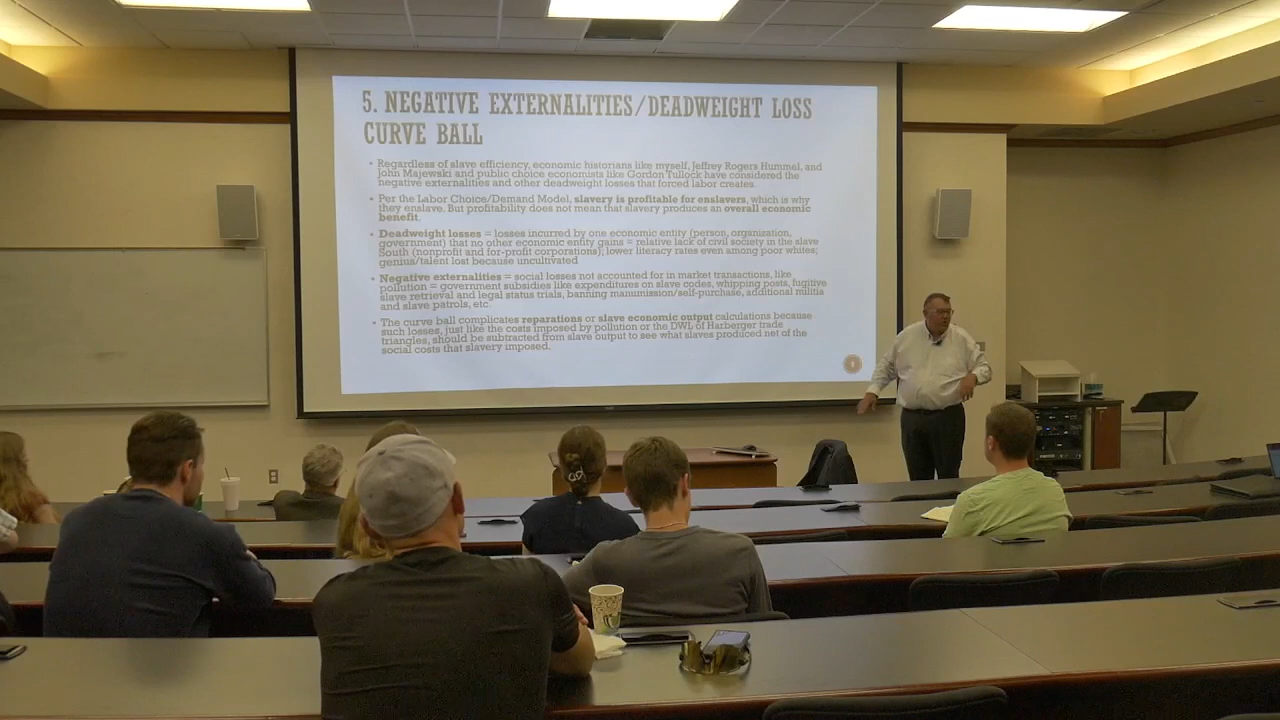 5. NEGATIVE EXTERNALITIES/DEADWEIGHT LOSS
CURVE BALL
• Regardless of slave efficiency, economic historians like myself, Jeffrey Rogers Hummel, and
John Majewski and public choice economists like Gordon Tullock have considered the
negative externalities and other deadweight losses that forced labor creates.
• Per the Labor Choice/Demand Model, slavery is profitable for enslavers, which is why
they enslave. But profitability does not mean that slavery produces an overall economic
benefit.
• Deadweight losses = losses incurred by one economic entity (person, organization,
government) that no other economic entity gains = relative lack of civil society in the slave
South (nonprofit and for-profit corporations), lower literacy rates even among poor whites;
genius/talent lost because uncultivated
• Negative externalities = social losses not accounted for in market transactions, like
pollution = government subsidies like expenditures on slave codes, whipping posts, fugitive
slave retrieval and legal status trials, banning manumission/self-purchase, additional militia
and slave patrols, etc.
• The curve ball complicates reparations or slave economic output calculations because
such losses, just like the costs imposed by pollution or the DWL of Harberger trade
triangles, should be subtracted from slave output to see what slaves produced net of the
social costs that slavery imposed.